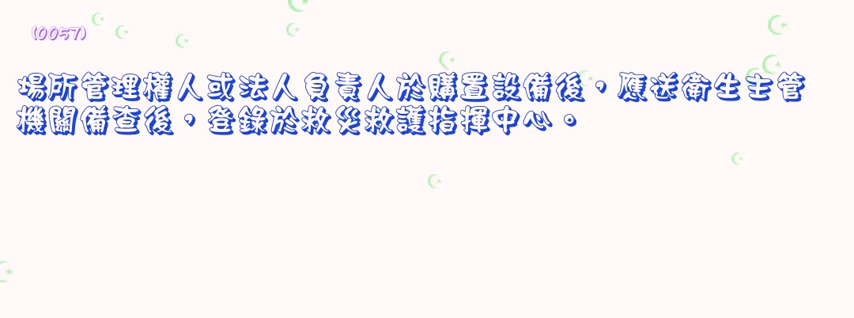 (0057)
場所管理權人或法人負責人於購置設備後，應送衛生主管
機關備查後，登錄於救災救護指揮中心。